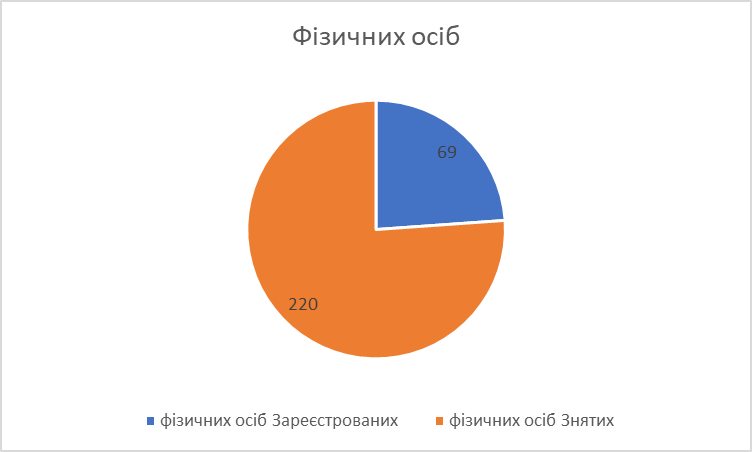 Фізичних осіб
69
220
фізичних осіб Зареєстрованих
фізичних осіб Знятих